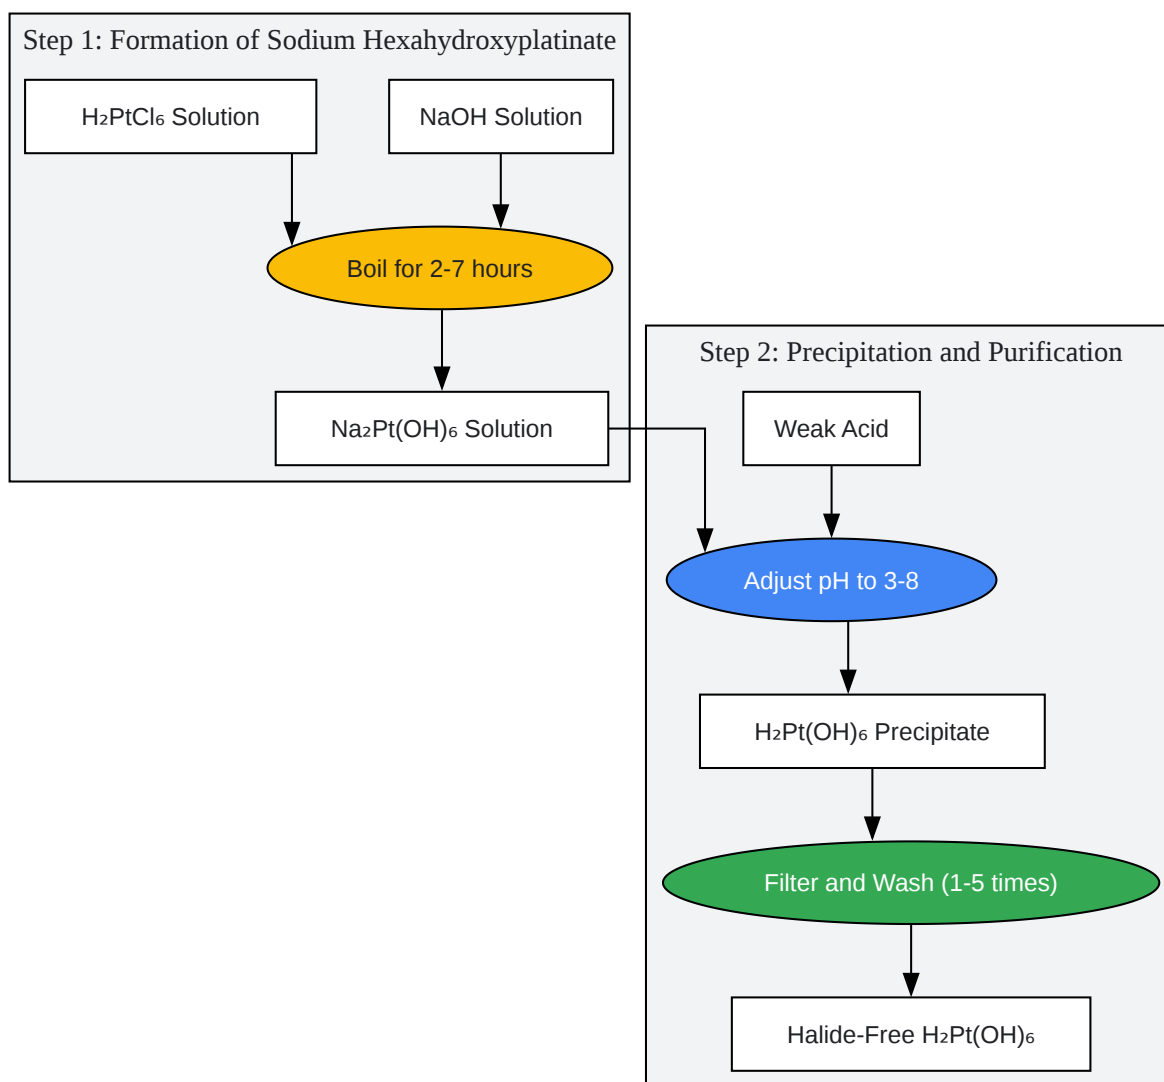 Step 1: Formation of Sodium Hexahydroxyplatinate
H₂PtCl₆ Solution
NaOH Solution
Boil for 2-7 hours
Na₂Pt(OH)₆ Solution
Step 2: Precipitation and Purification
Weak Acid
Adjust pH to 3-8
H₂Pt(OH)₆ Precipitate
Filter and Wash (1-5 times)
Halide-Free H₂Pt(OH)₆